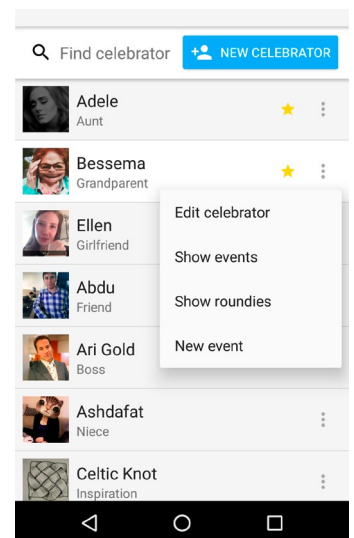 Find celebrator
NEW CELEBRATOR
Adele
Aunt
Bessema
Grandparent
Edit celebrator
Ellen
Girlfriend
Show events
Abdu
Friend
Show roundies
Ari Gold
Boss
New event
Ashdafat
Niece
Celtic Knot
Inspiration